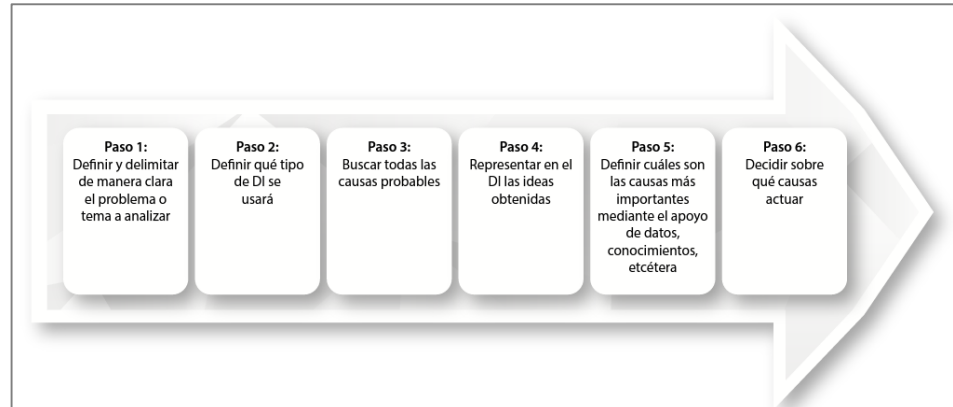 Paso 1:
Definir y delimitar
de manera clara
el problema o
tema a analizar
Paso 2:
Definir qué tipo
de DI se
usará
Paso 3:
Buscar todas las
causas probables
Paso 4:
Representar en el
DI las ideas
obtenidas
Paso 5:
Definir cuáles son
las causas más
importantes
mediante el apoyo
de datos,
conocimientos,
etcétera
Paso 6:
Decidir sobre
qué causas
actuar